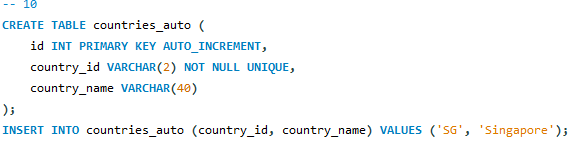 -- 10
CREATE TABLE countries_auto (
    id INT PRIMARY KEY AUTO_INCREMENT,
    country_id VARCHAR(2) NOT NULL UNIQUE,
    country_name VARCHAR(40)
);
INSERT INTO countries_auto (country_id, country_name) VALUES ('SG', 'Singapore');